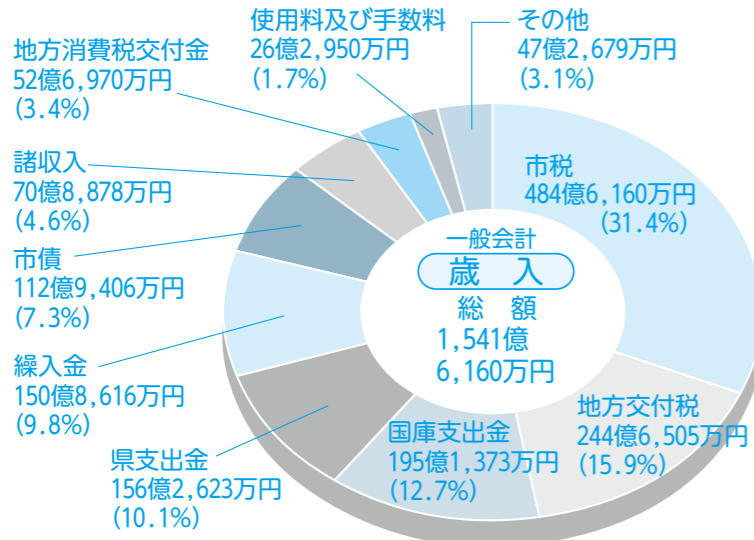 使用料及び手数料
26億2,950万円
(1.7%)
その他
47億2,679万円
(3.1%)
地方消費税交付金
52億6,970万円
(3.4%)
諸収入
70億8,878万円
(4.6%)
市債
112億9,406万円
(7.3%)
繰入金
150億8,616万円
(9.8%)
県支出金
156億2,623万円
(10.1%)
国庫支出金
195億1,373万円
(12.7%)
地方交付税
244億6,505万円
(15.9%)
市税
484億6,160万円
(31.4%)
一般会計
歳 入
総 額
1,541億
6,160万円